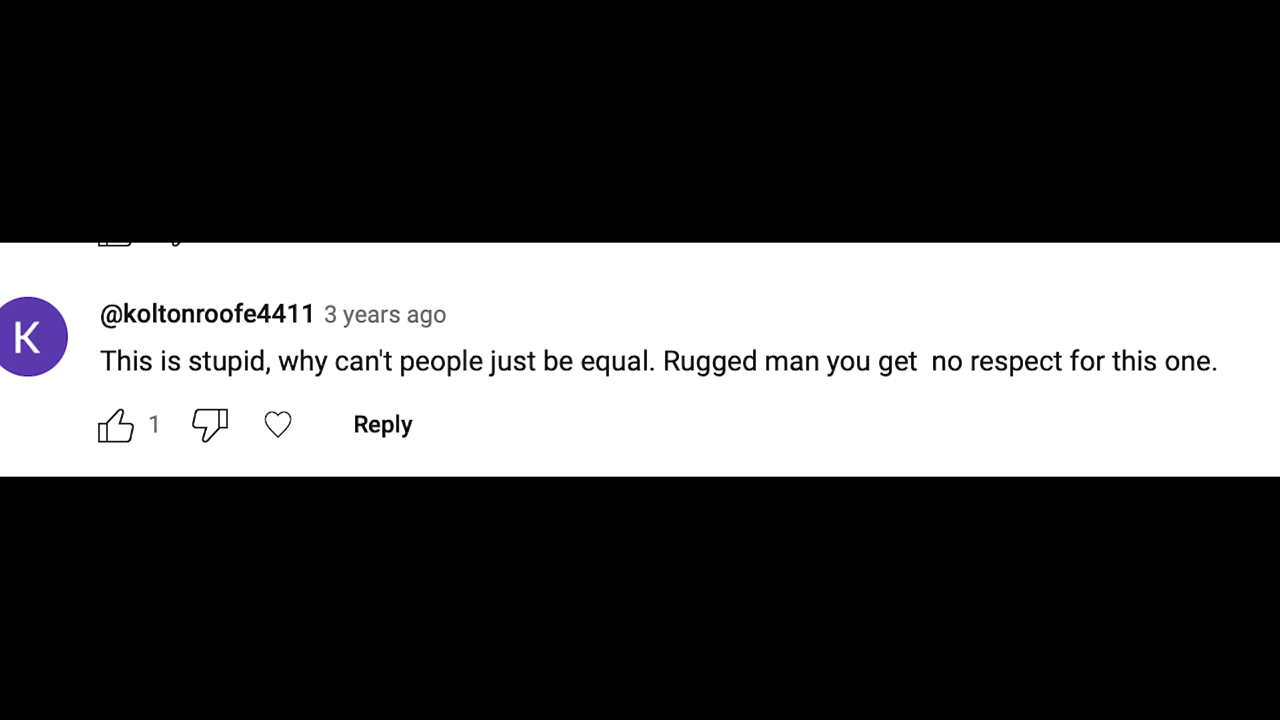 K
@koltonroofe4411 3 years ago
This is stupid, why can't people just be equal. Rugged man you get  no respect for this one.
1 Reply